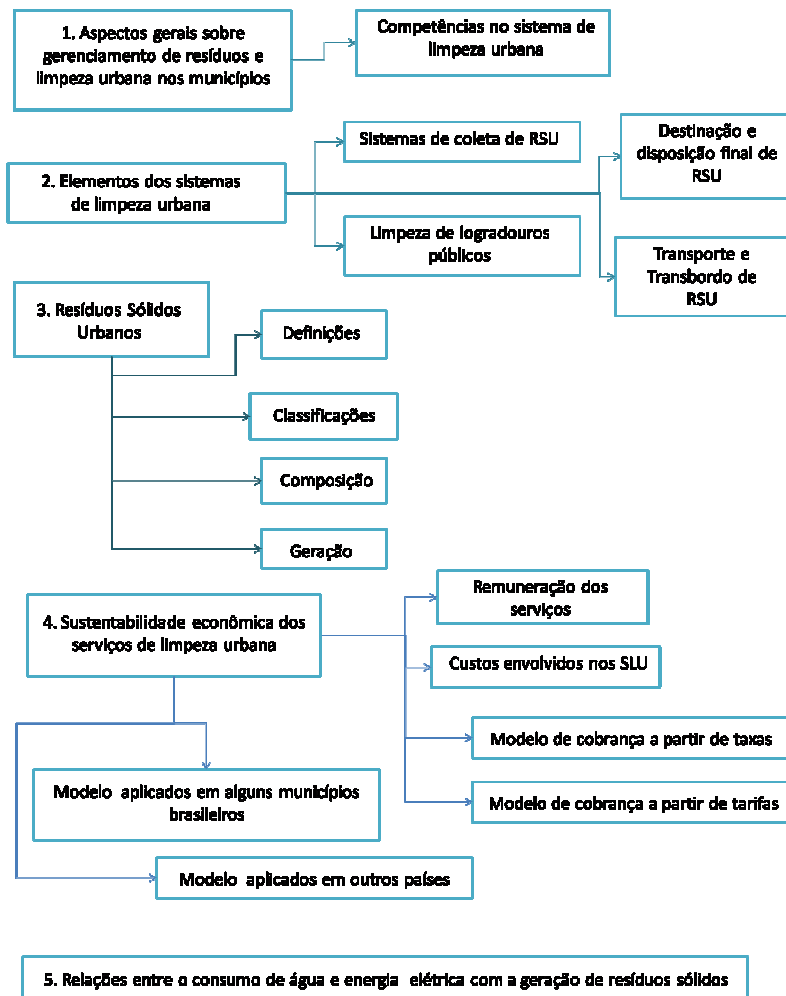 1. Aspectos gerais sobre
gerenciamento de resíduos e
limpeza urbana nos municípios
Competências no sistema de
limpeza urbana
2. Elementos dos sistemas
de limpeza urbana
Sistemas de coleta de RSU
Limpeza de logradouros
públicos
Destinação e
disposição final de
RSU
Transporte e
Transbordo de
RSU
3. Resíduos Sólidos
Urbanos
Definições
Classificações
Composição
Geração
4. Sustentabilidade econômica dos
serviços de limpeza urbana
Remuneração dos
serviços
Custos envolvidos nos SLU
Modelo de cobrança a partir de taxas
Modelo de cobrança a partir de tarifas
Modelo aplicados em alguns municípios
brasileiros
Modelo aplicados em outros países
5. Relações entre o consumo de água e energia elétrica com a geração de resíduos sólidos